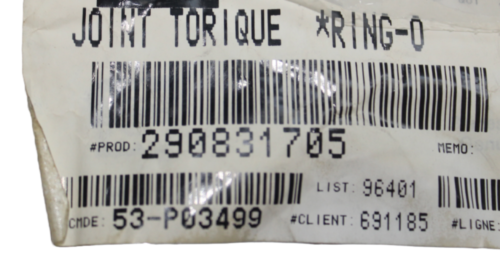 JOINT TORIQUE *RING-O
#PROD: 290831705 MEMO:
LIST: 96401
CMDE: 53-P03499 #CLIENT: 691185 #LIGNE: